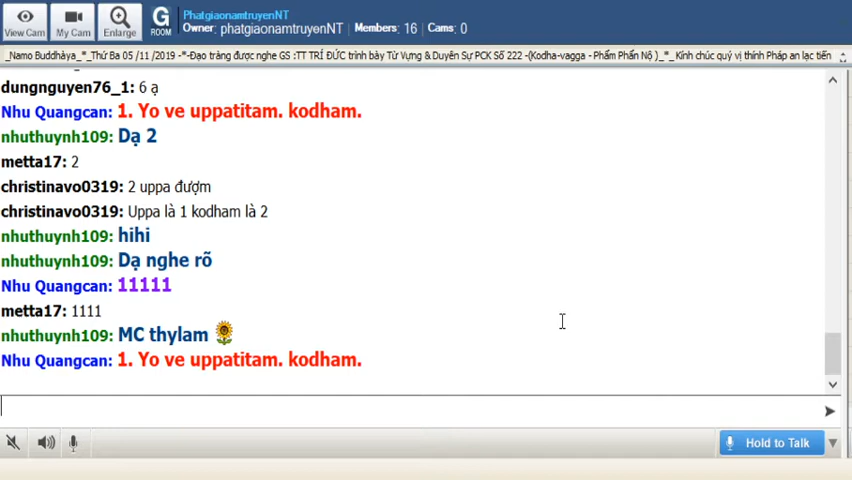 PhatgiaonamtruyenNT
Owner: phatgiaonamtruyenNT | Members: 16 | Cams: 0
View Cam My Cam Enlarge G ROOM
_Namo Buddhàya_*_Thứ Ba 05 /11 /2019 -*-Đạo tràng được nghe GS :TT TRÍ ĐỨC trình bày Từ Vựng & Duyên Sự PCK Số 222 -(Kodha-vagga - Phẩm Phẩn Nộ )_*_Kính chúc quý vị thính Pháp an lạc tiến
dungnguyen76_1: 6 ạ
Nhu Quangcan: 1. Yo ve uppatitam. kodham.
nhuthuynh109: Dạ 2
metta17: 2
christinavo0319: 2 uppa đượm
christinavo0319: Uppa là 1 kodham là 2
nhuthuynh109: hihi
nhuthuynh109: Dạ nghe rõ
Nhu Quangcan: 11111
metta17: 1111
nhuthuynh109: MC thylam
Nhu Quangcan: 1. Yo ve uppatitam. kodham.
Hold to Talk